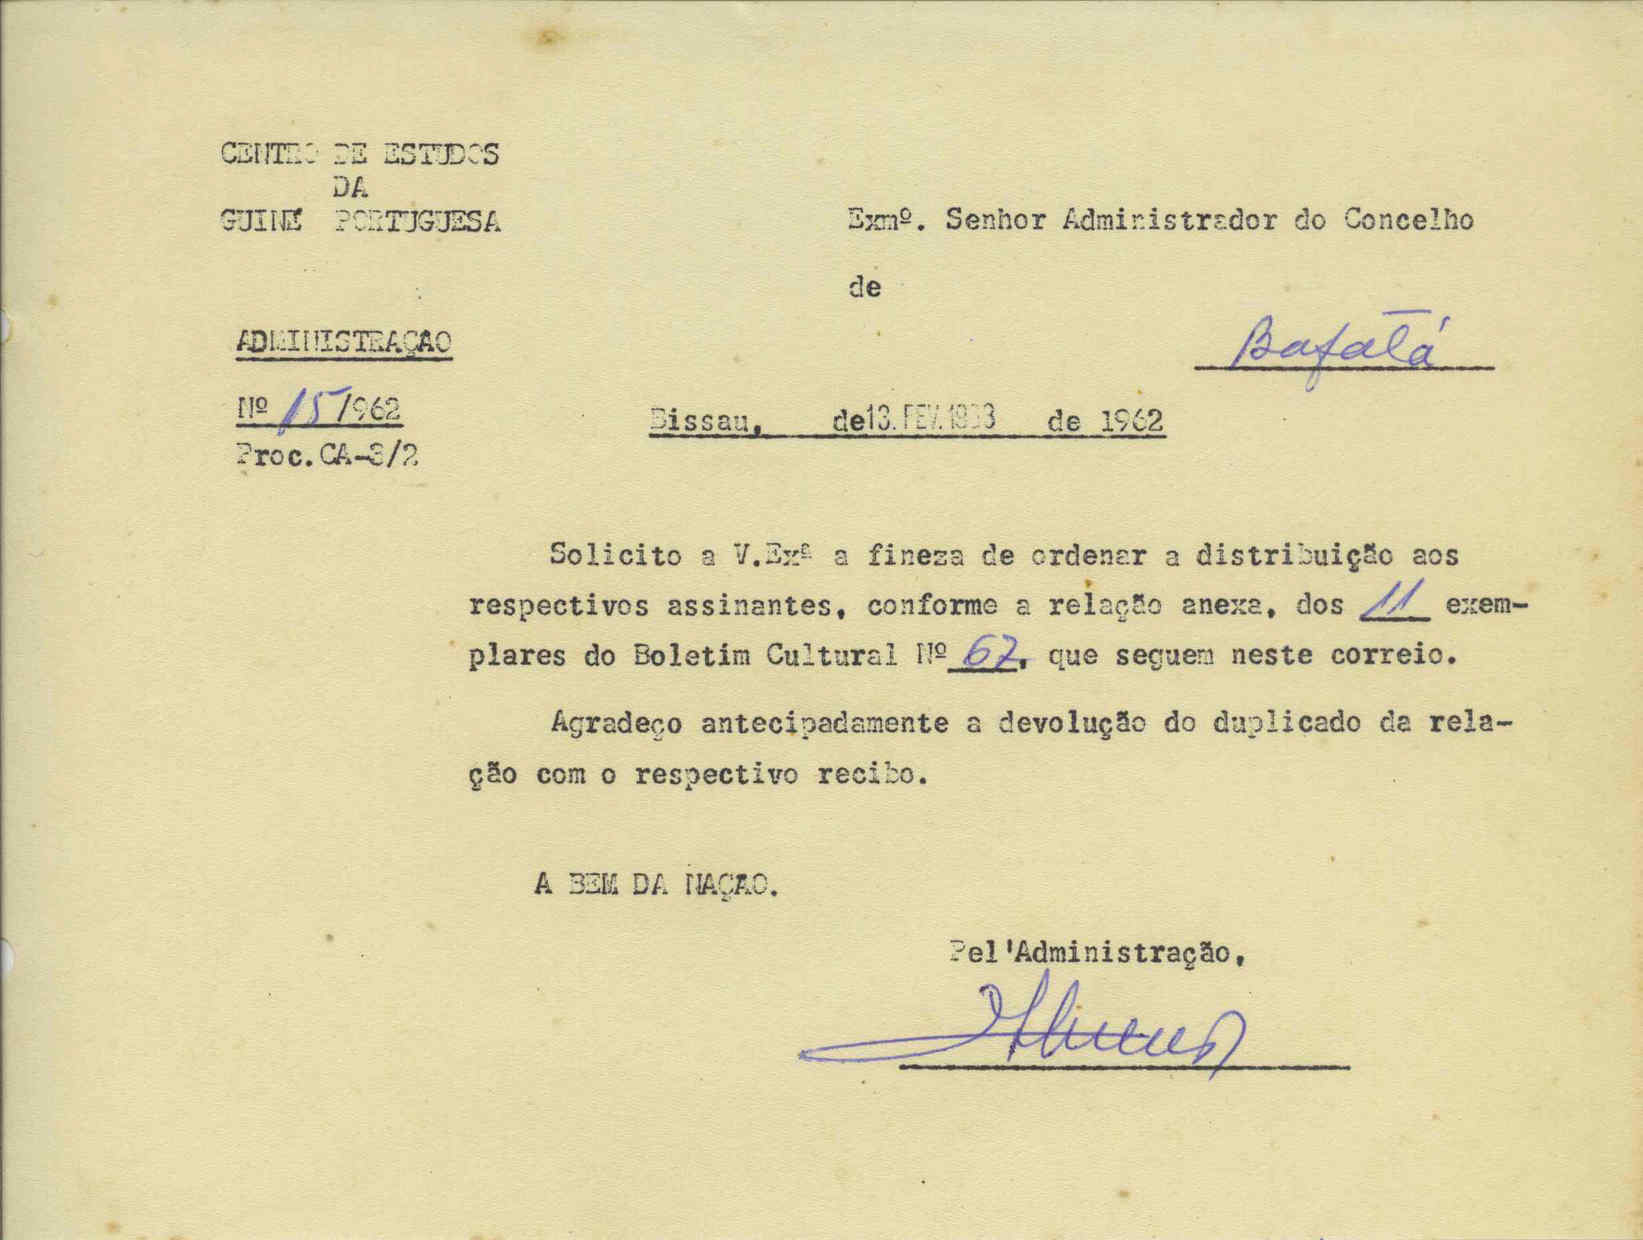 CENTRO DE ESTUDOS
DA
GUINÉ PORTUGUESA
Exmº. Senhor Administrador do Concelho
de
Bafatá
ADMINISTRAÇÃO
Nº 15/962
Proc.CA-3/2
Bissau, de 13. FEV. de 1962
Solicito a V.Exª a fineza de ordenar a distribuição aos
respectivos assinantes, conforme a relação anexa, dos 11 exem-
plares do Boletim Cultural Nº 67, que seguem neste correio.
Agradeço antecipadamente a devolução do duplicado da rela-
ção com o respectivo recibo.
A BEM DA NAÇÃO.
Pel'Administração,